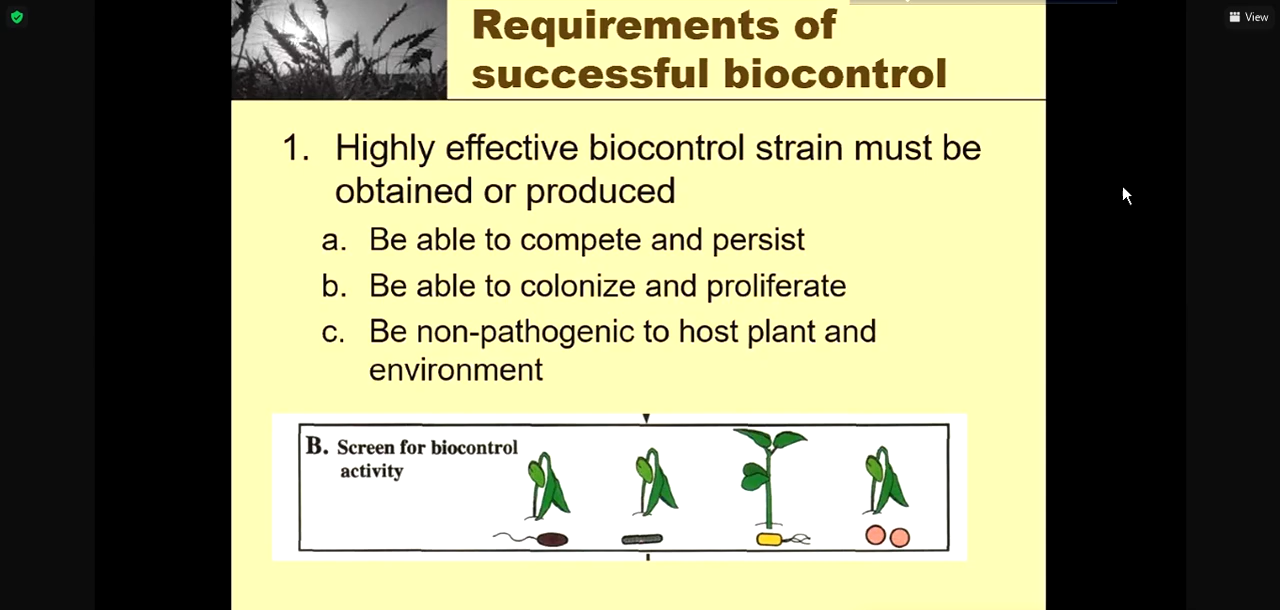 View
Requirements of
successful biocontrol
1. Highly effective biocontrol strain must be
obtained or produced
a. Be able to compete and persist
b. Be able to colonize and proliferate
c. Be non-pathogenic to host plant and
environment
B. Screen for biocontrol
activity